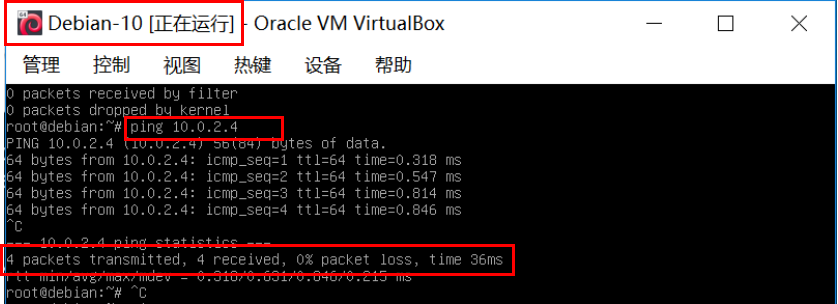 64 Debian-10 [正在运行] - Oracle VM VirtualBox
管理 控制 视图 热键 设备 帮助
0 packets received by filter
0 packets dropped by kernel
root@debian:~# ping 10.0.2.4
PING 10.0.2.4 (10.0.2.4) 56(84) bytes of data.
64 bytes from 10.0.2.4: icmp_seq=1 ttl=64 time=0.318 ms
64 bytes from 10.0.2.4: icmp_seq=2 ttl=64 time=0.547 ms
64 bytes from 10.0.2.4: icmp_seq=3 ttl=64 time=0.814 ms
64 bytes from 10.0.2.4: icmp_seq=4 ttl=64 time=0.846 ms
^C
--- 10.0.2.4 ping statistics ---
4 packets transmitted, 4 received, 0% packet loss, time 36ms
rtt min/avg/max/mdev = 0.318/0.631/0.846/0.215 ms
root@debian:~# ^C